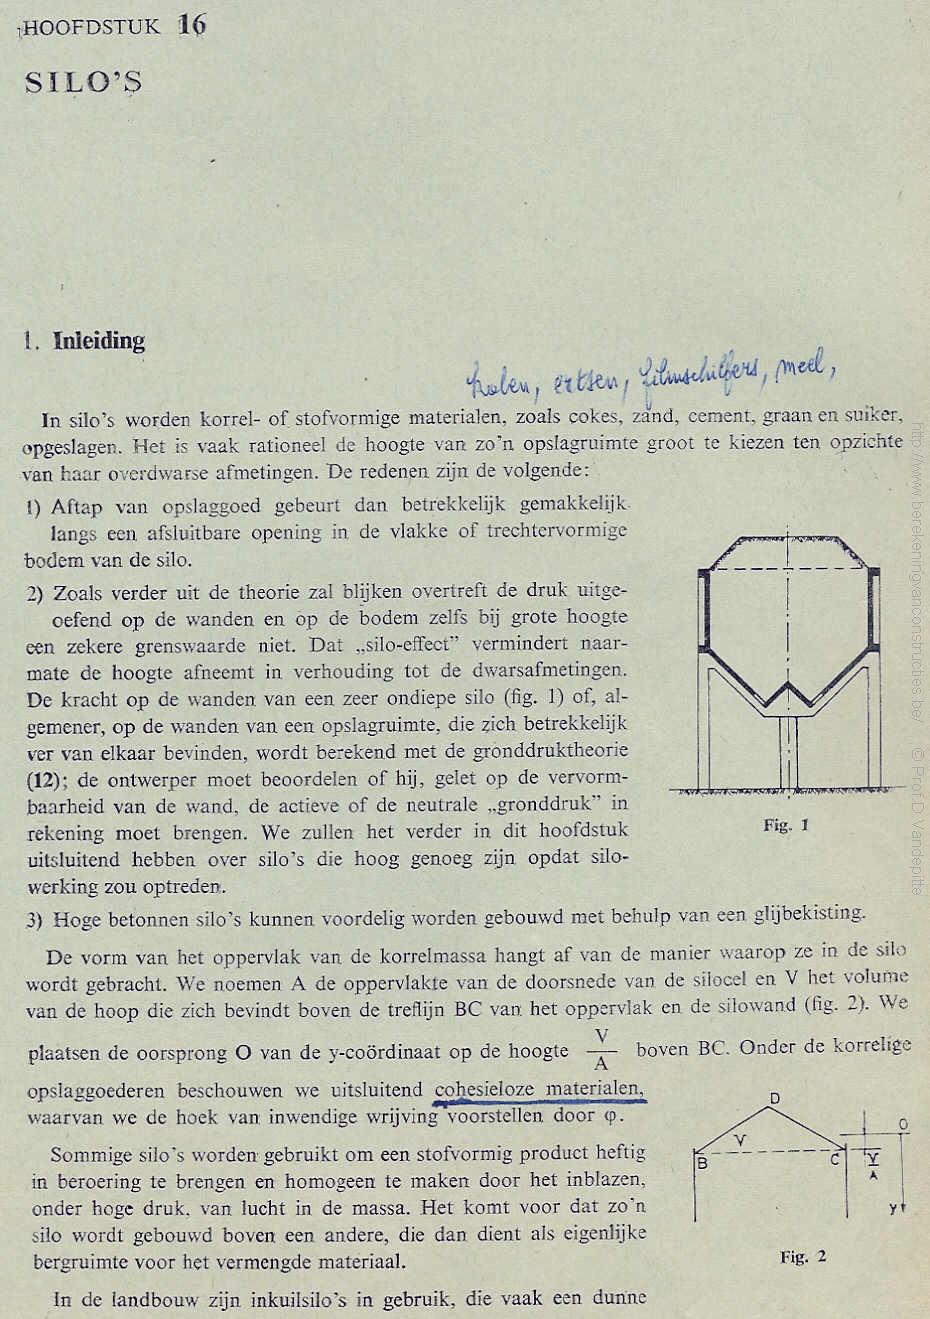 HOOFDSTUK 16
SILO'S
1. Inleiding
kolen, ertsen, filmschilfers, meel,
In silo's worden korrel- of stofvormige materialen, zoals cokes, zand, cement, graan en suiker,
opgeslagen. Het is vaak rationeel de hoogte van zo'n opslagruimte groot te kiezen ten opzichte
van haar overdwarse afmetingen. De redenen zijn de volgende:
1) Aftap van opslaggoed gebeurt dan betrekkelijk gemakkelijk
langs een afsluitbare opening in de vlakke of trechtervormige
bodem van de silo.
2) Zoals verder uit de theorie zal blijken overtreft de druk uitge-
oefend op de wanden en op de bodem zelfs bij grote hoogte
een zekere grenswaarde niet. Dat „silo-effect” vermindert naar-
mate de hoogte afneemt in verhouding tot de dwarsafmetingen.
De kracht op de wanden van een zeer ondiepe silo (fig. 1) of, al-
gemener, op de wanden van een opslagruimte, die zich betrekkelijk
ver van elkaar bevinden, wordt berekend met de gronddruktheorie
(12); de ontwerper moet beoordelen of hij, gelet op de vervorm-
baarheid van de wand, de actieve of de neutrale „gronddruk” in
rekening moet brengen. We zullen het verder in dit hoofdstuk
uitsluitend hebben over silo's die hoog genoeg zijn opdat silo-
werking zou optreden.
Fig. 1
3) Hoge betonnen silo's kunnen voordelig worden gebouwd met behulp van een glijbekisting.
De vorm van het oppervlak van de korrelmassa hangt af van de manier waarop ze in de silo
wordt gebracht. We noemen A de oppervlakte van de doorsnede van de silocel en V het volume
van de hoop die zich bevindt boven de treflijn BC van het oppervlak en de silowand (fig. 2). We
plaatsen de oorsprong O van de y-coördinaat op de hoogte V/A boven BC. Onder de korrelige
opslaggoederen beschouwen we uitsluitend cohesieloze materialen,
waarvan we de hoek van inwendige wrijving voorstellen door φ.
Sommige silo's worden gebruikt om een stofvormig product heftig
in beroering te brengen en homogeen te maken door het inblazen,
onder hoge druk, van lucht in de massa. Het komt voor dat zo'n
silo wordt gebouwd boven een andere, die dan dient als eigenlijke
bergruimte voor het vermengde materiaal.
In de landbouw zijn inkuilsilo's in gebruik, die vaak een dunne
D
V
B
C
O
V
A
y
Fig. 2
http://www.berekeningvanconstructies.be/ © Prof D. Vandepitte